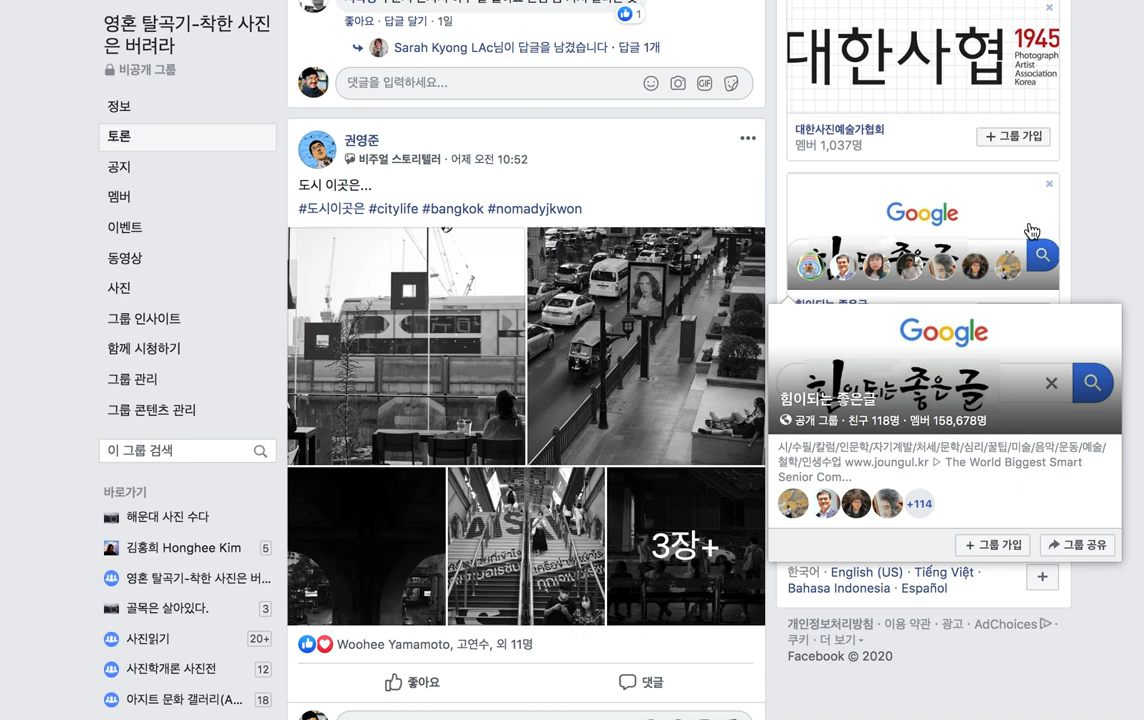 영혼 탈곡기-착한 사진
은 버려라
비공개 그룹
정보
토론
공지
멤버
이벤트
동영상
사진
그룹 인사이트
함께 시청하기
그룹 관리
그룹 콘텐츠 관리
이 그룹 검색
바로가기
해운대 사진 수다
김홍희 Honghee Kim 5
영혼 탈곡기-착한 사진은 버...
골목은 살아있다. 3
사진읽기 20+
사진학개론 사진전 12
아지트 문화 갤러리(A... 18
좋아요 · 답글 달기 · 1일
1
Sarah Kyong LAc님이 답글을 남겼습니다 · 답글 1개
댓글을 입력하세요...
GIF
권영준
비주얼 스토리텔러 · 어제 오전 10:52
도시 이곳은...
#도시이곳은 #citylife #bangkok #nomadyjkwon
3장+
Woohee Yamamoto, 고연수, 외 11명
좋아요
댓글
대한사협
1945
Photograph
Artist
Association
Korea
대한사진예술가협회
멤버 1,037명
+ 그룹 가입
Google
Google
힘이되는 좋은글
힘이되는 좋은글
공개 그룹 · 친구 118명 · 멤버 158,678명
시/수필/칼럼/인문학/자기계발/처세/문학/심리/꿀팁/미술/음악/운동/예술/
철학/인생수업 www.joungul.kr ▷ The World Biggest Smart
Senior Com...
+114
+ 그룹 가입
그룹 공유
한국어 · English (US) · Tiếng Việt ·
Bahasa Indonesia · Español
개인정보처리방침 · 이용 약관 · 광고 · AdChoices ·
쿠키 · 더 보기
Facebook © 2020